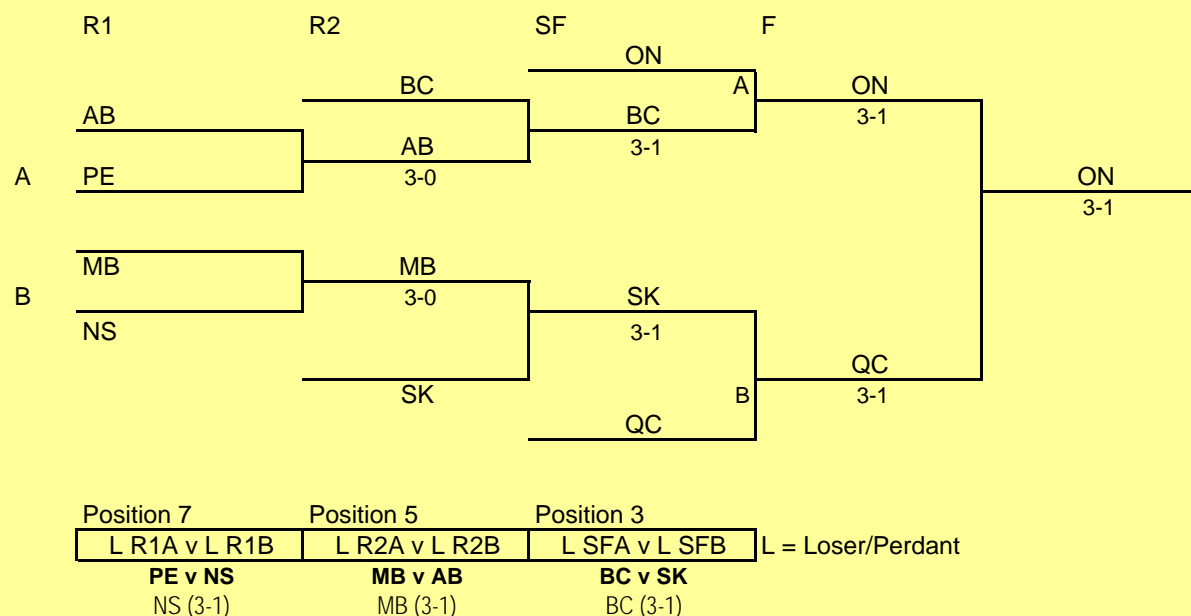 R1 R2 SF F
ON
BC A ON
AB BC 3-1
AB 3-1
A PE 3-0 ON
3-1
MB MB
B 3-0 SK
NS 3-1
QC
SK B 3-1
QC
Position 7 Position 5 Position 3
L R1A v L R1B L R2A v L R2B L SFA v L SFB L = Loser/Perdant
PE v NS MB v AB BC v SK
NS (3-1) MB (3-1) BC (3-1)